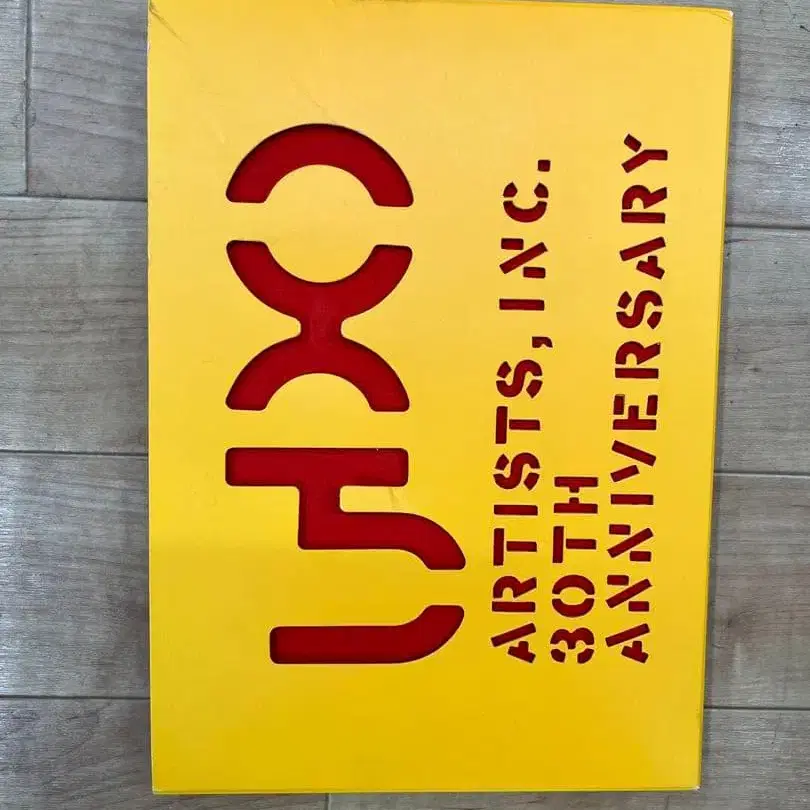 ARTISTS, INC.
30TH
ANNIVERSARY